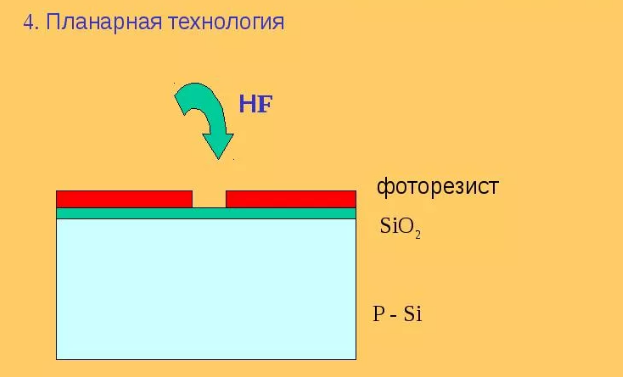 4. Планарная технология
HF
фоторезист
SiO2
P - Si